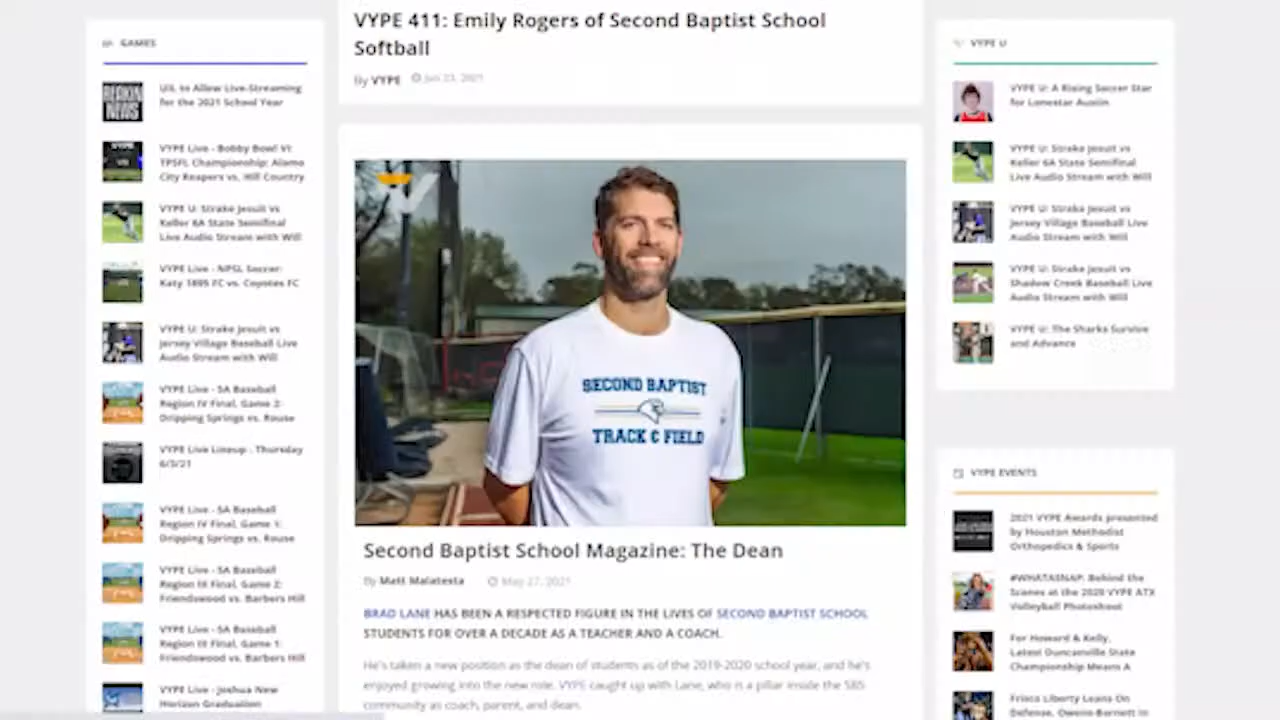 GAMES
UIL to Allow Live-Streaming
for the 2021 School Year
VYPE Live - Bobby Bowl VI:
TPSFL Championship: Alamo
City Reapers vs. Hill Country
VYPE U: Strake Jesuit vs
Keller 6A State Semifinal
Live Audio Stream with Will
VYPE Live - NPSL Soccer:
Katy 1895 FC vs. Coyotes FC
VYPE U: Strake Jesuit vs
Jersey Village Baseball Live
Audio Stream with Will
VYPE Live - 5A Baseball
Region IV Final, Game 2:
Dripping Springs vs. Rouse
VYPE Live Lineup - Thursday
6/3/21
VYPE Live - 5A Baseball
Region IV Final, Game 1:
Dripping Springs vs. Rouse
VYPE Live - 5A Baseball
Region III Final, Game 2:
Friendswood vs. Barbers Hill
VYPE Live - 5A Baseball
Region III Final, Game 1:
Friendswood vs. Barbers Hill
VYPE Live - Joshua New
Horizon Graduation
VYPE 411: Emily Rogers of Second Baptist School
Softball
By VYPE Jun 23, 2021
SECOND BAPTIST
TRACK & FIELD
Second Baptist School Magazine: The Dean
By Matt Malatesta May 27, 2021
BRAD LANE HAS BEEN A RESPECTED FIGURE IN THE LIVES OF SECOND BAPTIST SCHOOL
STUDENTS FOR OVER A DECADE AS A TEACHER AND A COACH.
He's taken a new position as the dean of students as of the 2019-2020 school year, and he's
enjoyed growing into the new role. VYPE caught up with Lane, who is a pillar inside the SBS
community as coach, parent, and dean.
VYPE U
VYPE U: A Rising Soccer Star
for Lonestar Austin
VYPE U: Strake Jesuit vs
Keller 6A State Semifinal
Live Audio Stream with Will
VYPE U: Strake Jesuit vs
Jersey Village Baseball Live
Audio Stream with Will
VYPE U: Strake Jesuit vs
Shadow Creek Baseball Live
Audio Stream with Will
VYPE U: The Sharks Survive
and Advance
VYPE EVENTS
2021 VYPE Awards presented
by Houston Methodist
Orthopedics & Sports
#WHATASNAP: Behind the
Scenes at the 2020 VYPE ATX
Volleyball Photoshoot
For Howard & Kelly,
Latest Duncanville State
Championship Means A
Frisco Liberty Leans On
Defense, Owens-Barnett In